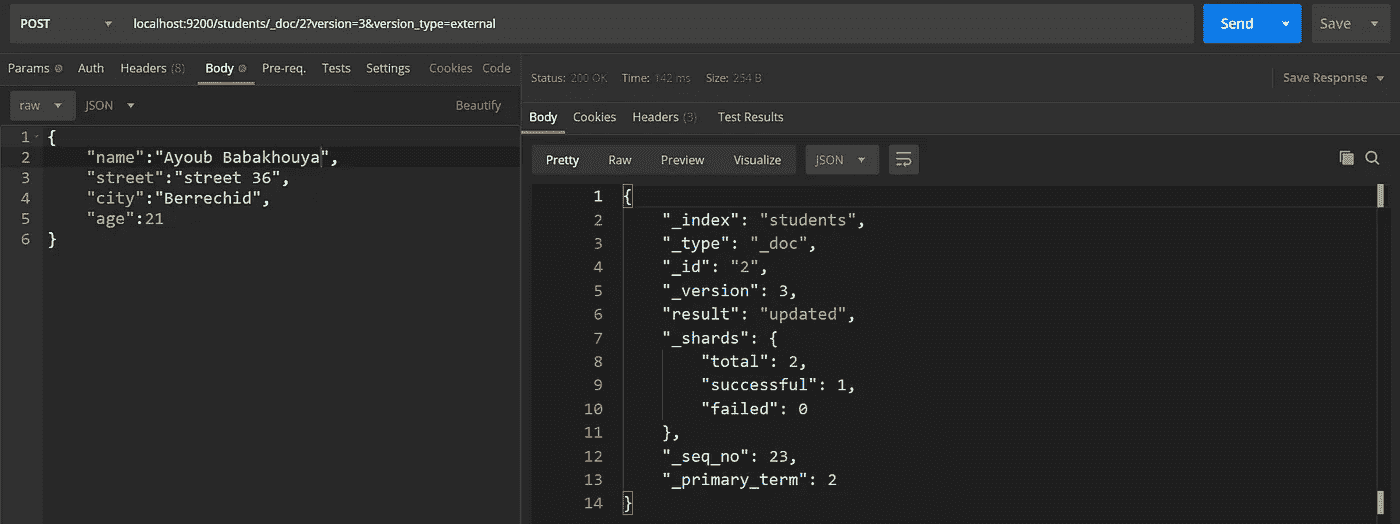 POST localhost:9200/students/_doc/2?version=3&version_type=external Send Save
Params Auth Headers (8) Body Pre-req. Tests Settings Cookies Code
raw JSON Beautify
1 {
2 "name":"Ayoub Babakhouya",
3 "street":"street 36",
4 "city":"Berrechid",
5 "age":21
6 }
Status: 200 OK Time: 142 ms Size: 254 B Save Response
Body Cookies Headers (3) Test Results
Pretty Raw Preview Visualize JSON
1 {
2 "_index": "students",
3 "_type": "_doc",
4 "_id": "2",
5 "_version": 3,
6 "result": "updated",
7 "_shards": {
8 "total": 2,
9 "successful": 1,
10 "failed": 0
11 },
12 "_seq_no": 23,
13 "_primary_term": 2
14 }